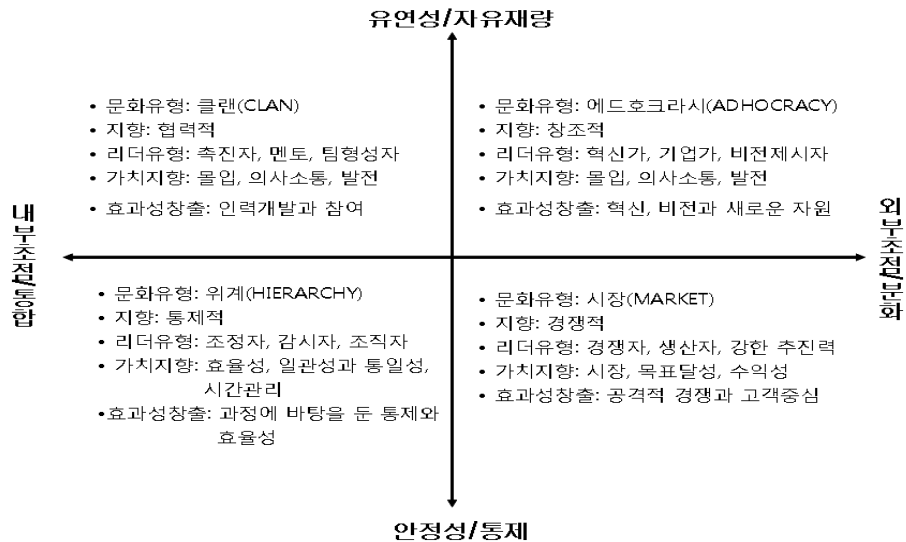 유연성/자유재량
• 문화유형: 클랜(CLAN)
• 지향: 협력적
• 리더유형: 촉진자, 멘토, 팀형성자
• 가치지향: 몰입, 의사소통, 발전
• 효과성창출: 인력개발과 참여
• 문화유형: 에드호크라시(ADHOCRACY)
• 지향: 창조적
• 리더유형: 혁신가, 기업가, 비전제시자
• 가치지향: 몰입, 의사소통, 발전
• 효과성창출: 혁신, 비전과 새로운 자원
내부초점/통합
외부초점/분화
• 문화유형: 위계(HIERARCHY)
• 지향: 통제적
• 리더유형: 조정자, 감시자, 조직자
• 가치지향: 효율성, 일관성과 통일성,
시간관리
•효과성창출: 과정에 바탕을 둔 통제와
효율성
• 문화유형: 시장(MARKET)
• 지향: 경쟁적
• 리더유형: 경쟁자, 생산자, 강한 추진력
• 가치지향: 시장, 목표달성, 수익성
• 효과성창출: 공격적 경쟁과 고객중심
안정성/통제